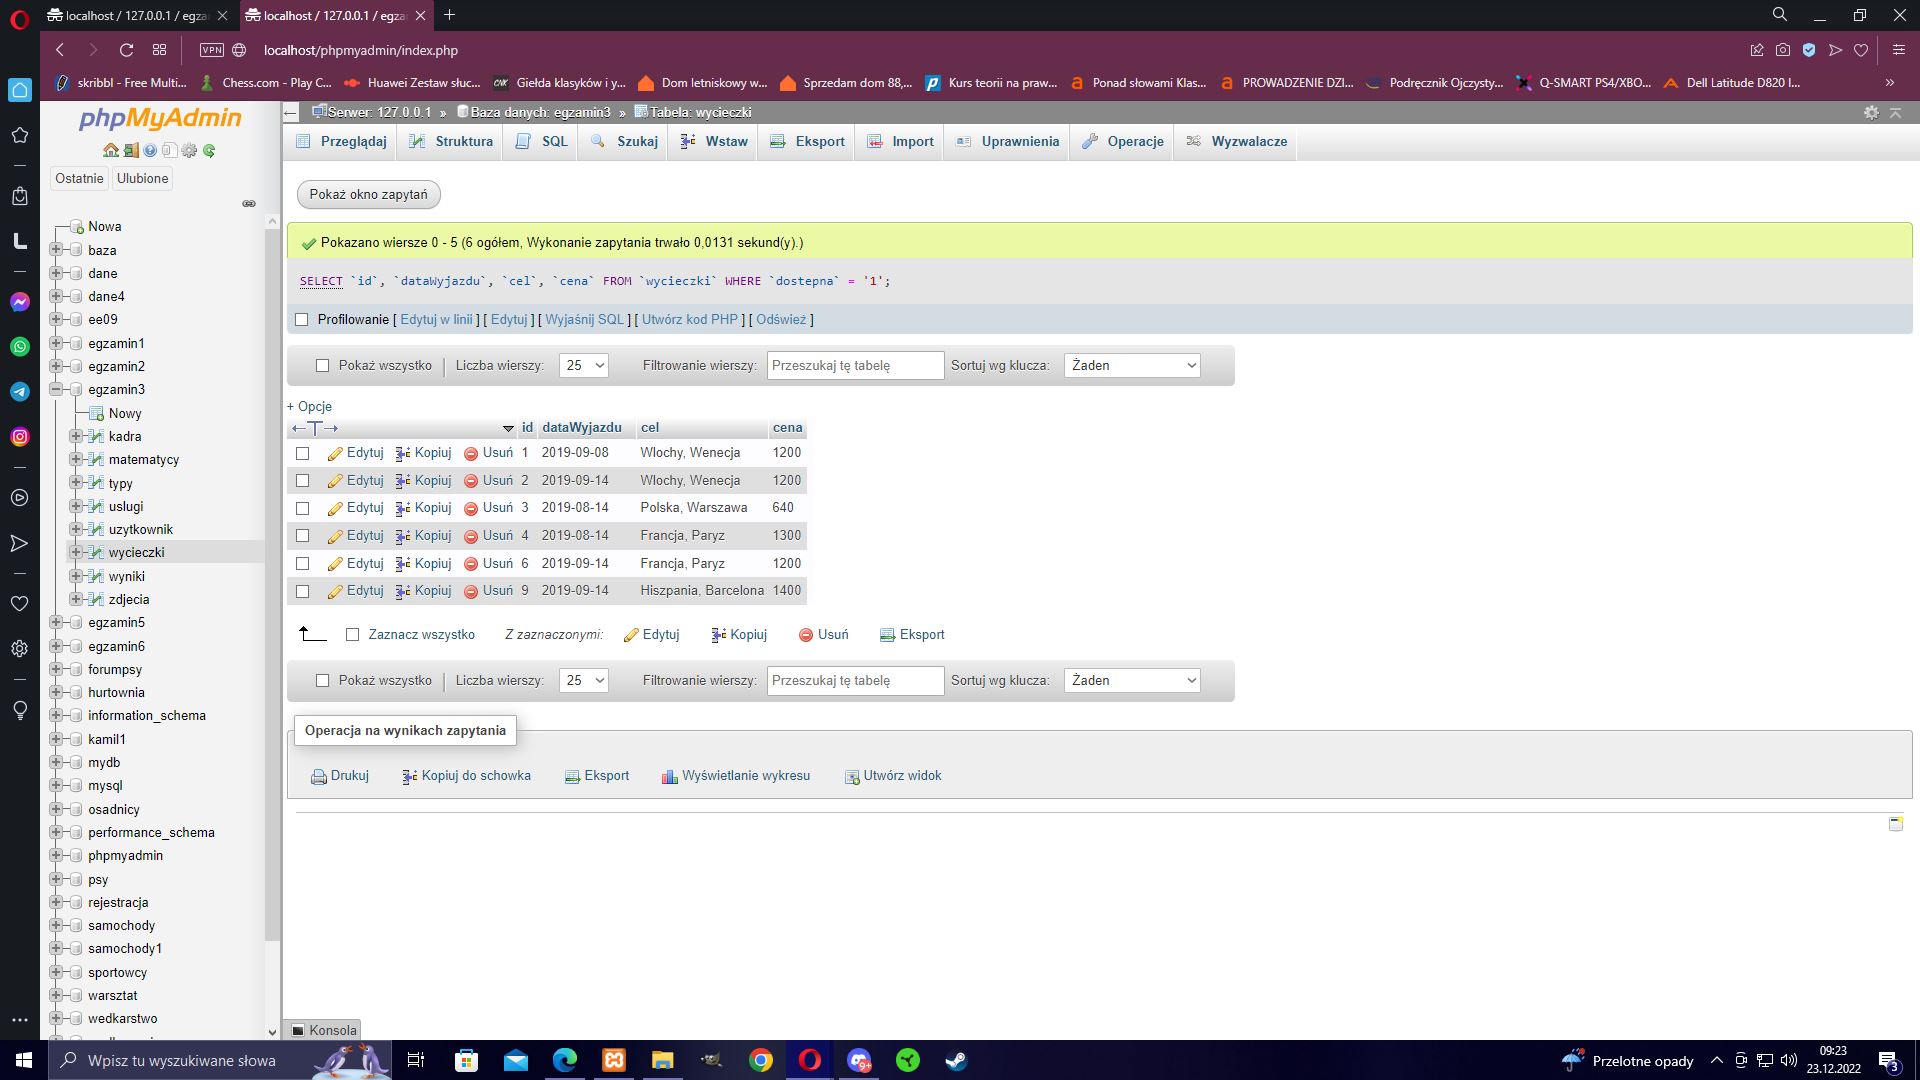 localhost / 127.0.0.1 / egza
localhost / 127.0.0.1 / egza
VPN
localhost/phpmyadmin/index.php
skribbl - Free Multi...
Chess.com - Play C...
Huawei Zestaw słuc...
Giełda klasyków i y...
Dom letniskowy w...
Sprzedam dom 88,...
Kurs teorii na praw...
Ponad słowami Klas...
PROWADZENIE DZI...
Podręcznik Ojczysty...
Q-SMART PS4/XBO...
Dell Latitude D820 I...
»
phpMyAdmin
Ostatnie
Ulubione
Nowa
baza
dane
dane4
ee09
egzamin1
egzamin2
egzamin3
Nowy
kadra
matematycy
typy
uslugi
uzytkownik
wycieczki
wyniki
zdjecia
egzamin5
egzamin6
forumpsy
hurtownia
information_schema
kamil1
mydb
mysql
osadnicy
performance_schema
phpmyadmin
psy
rejestracja
samochody
samochody1
sportowcy
warsztat
wedkarstwo
Serwer: 127.0.0.1 » Baza danych: egzamin3 » Tabela: wycieczki
Przeglądaj
Struktura
SQL
Szukaj
Wstaw
Eksport
Import
Uprawnienia
Operacje
Wyzwalacze
Pokaż okno zapytań
Pokazano wiersze 0 - 5 (6 ogółem, Wykonanie zapytania trwało 0,0131 sekund(y).)
SELECT `id`, `dataWyjazdu`, `cel`, `cena` FROM `wycieczki` WHERE `dostepna` = '1';
Profilowanie [ Edytuj w linii ] [ Edytuj ] [ Wyjaśnij SQL ] [ Utwórz kod PHP ] [ Odśwież ]
Pokaż wszystko | Liczba wierszy: 25 Filtrowanie wierszy: Przeszukaj tę tabelę Sortuj wg klucza: Żaden
+ Opcje
←T→ id dataWyjazdu cel cena
Edytuj Kopiuj Usuń 1 2019-09-08 Wlochy, Wenecja 1200
Edytuj Kopiuj Usuń 2 2019-09-14 Wlochy, Wenecja 1200
Edytuj Kopiuj Usuń 3 2019-08-14 Polska, Warszawa 640
Edytuj Kopiuj Usuń 4 2019-08-14 Francja, Paryz 1300
Edytuj Kopiuj Usuń 6 2019-09-14 Francja, Paryz 1200
Edytuj Kopiuj Usuń 9 2019-09-14 Hiszpania, Barcelona 1400
Zaznacz wszystko Z zaznaczonymi: Edytuj Kopiuj Usuń Eksport
Pokaż wszystko | Liczba wierszy: 25 Filtrowanie wierszy: Przeszukaj tę tabelę Sortuj wg klucza: Żaden
Operacja na wynikach zapytania
Drukuj Kopiuj do schowka Eksport Wyświetlanie wykresu Utwórz widok
Konsola
Wpisz tu wyszukiwane słowa
9+
Przelotne opady
09:23
23.12.2022
3